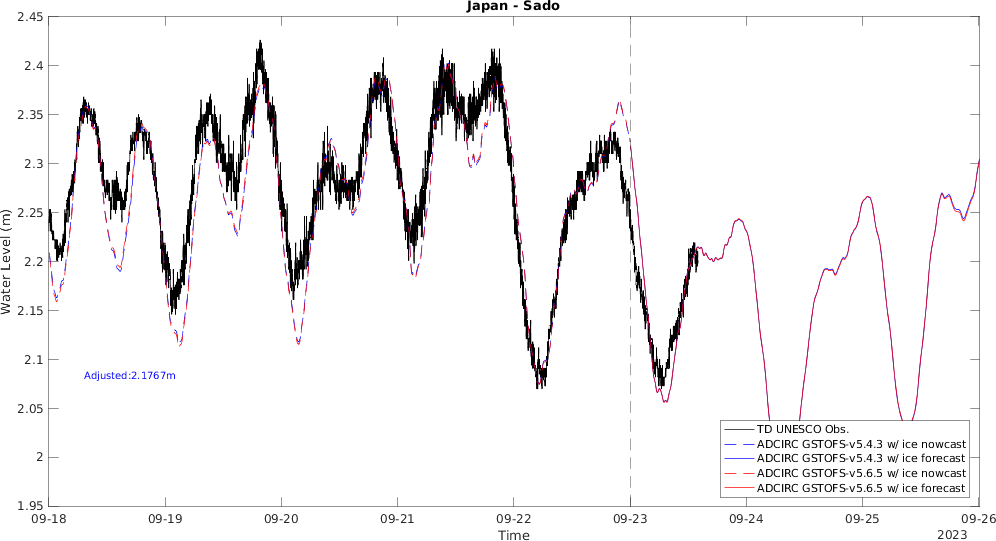 Japan - Sado
2.45
2.4
2.35
2.3
2.25
2.2
2.15
2.1
2.05
2
1.95
Water Level (m)
Adjusted:2.1767m
TD UNESCO Obs.
ADCIRC GSTOFS-v5.4.3 w/ ice nowcast
ADCIRC GSTOFS-v5.4.3 w/ ice forecast
ADCIRC GSTOFS-v5.6.5 w/ ice nowcast
ADCIRC GSTOFS-v5.6.5 w/ ice forecast
09-18 09-19 09-20 09-21 09-22 09-23 09-24 09-25 09-26
Time
2023